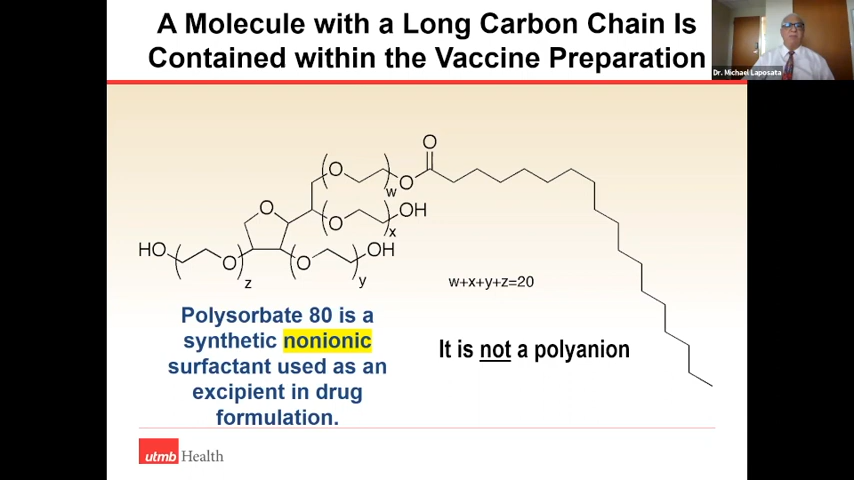 A Molecule with a Long Carbon Chain Is
Contained within the Vaccine Preparation
Dr. Michael Laposata
O
O
w
O
O
OH
x
O
HO
O
z
O
OH
y
w+x+y+z=20
Polysorbate 80 is a
synthetic nonionic
surfactant used as an
excipient in drug
formulation.
It is not a polyanion
utmb Health